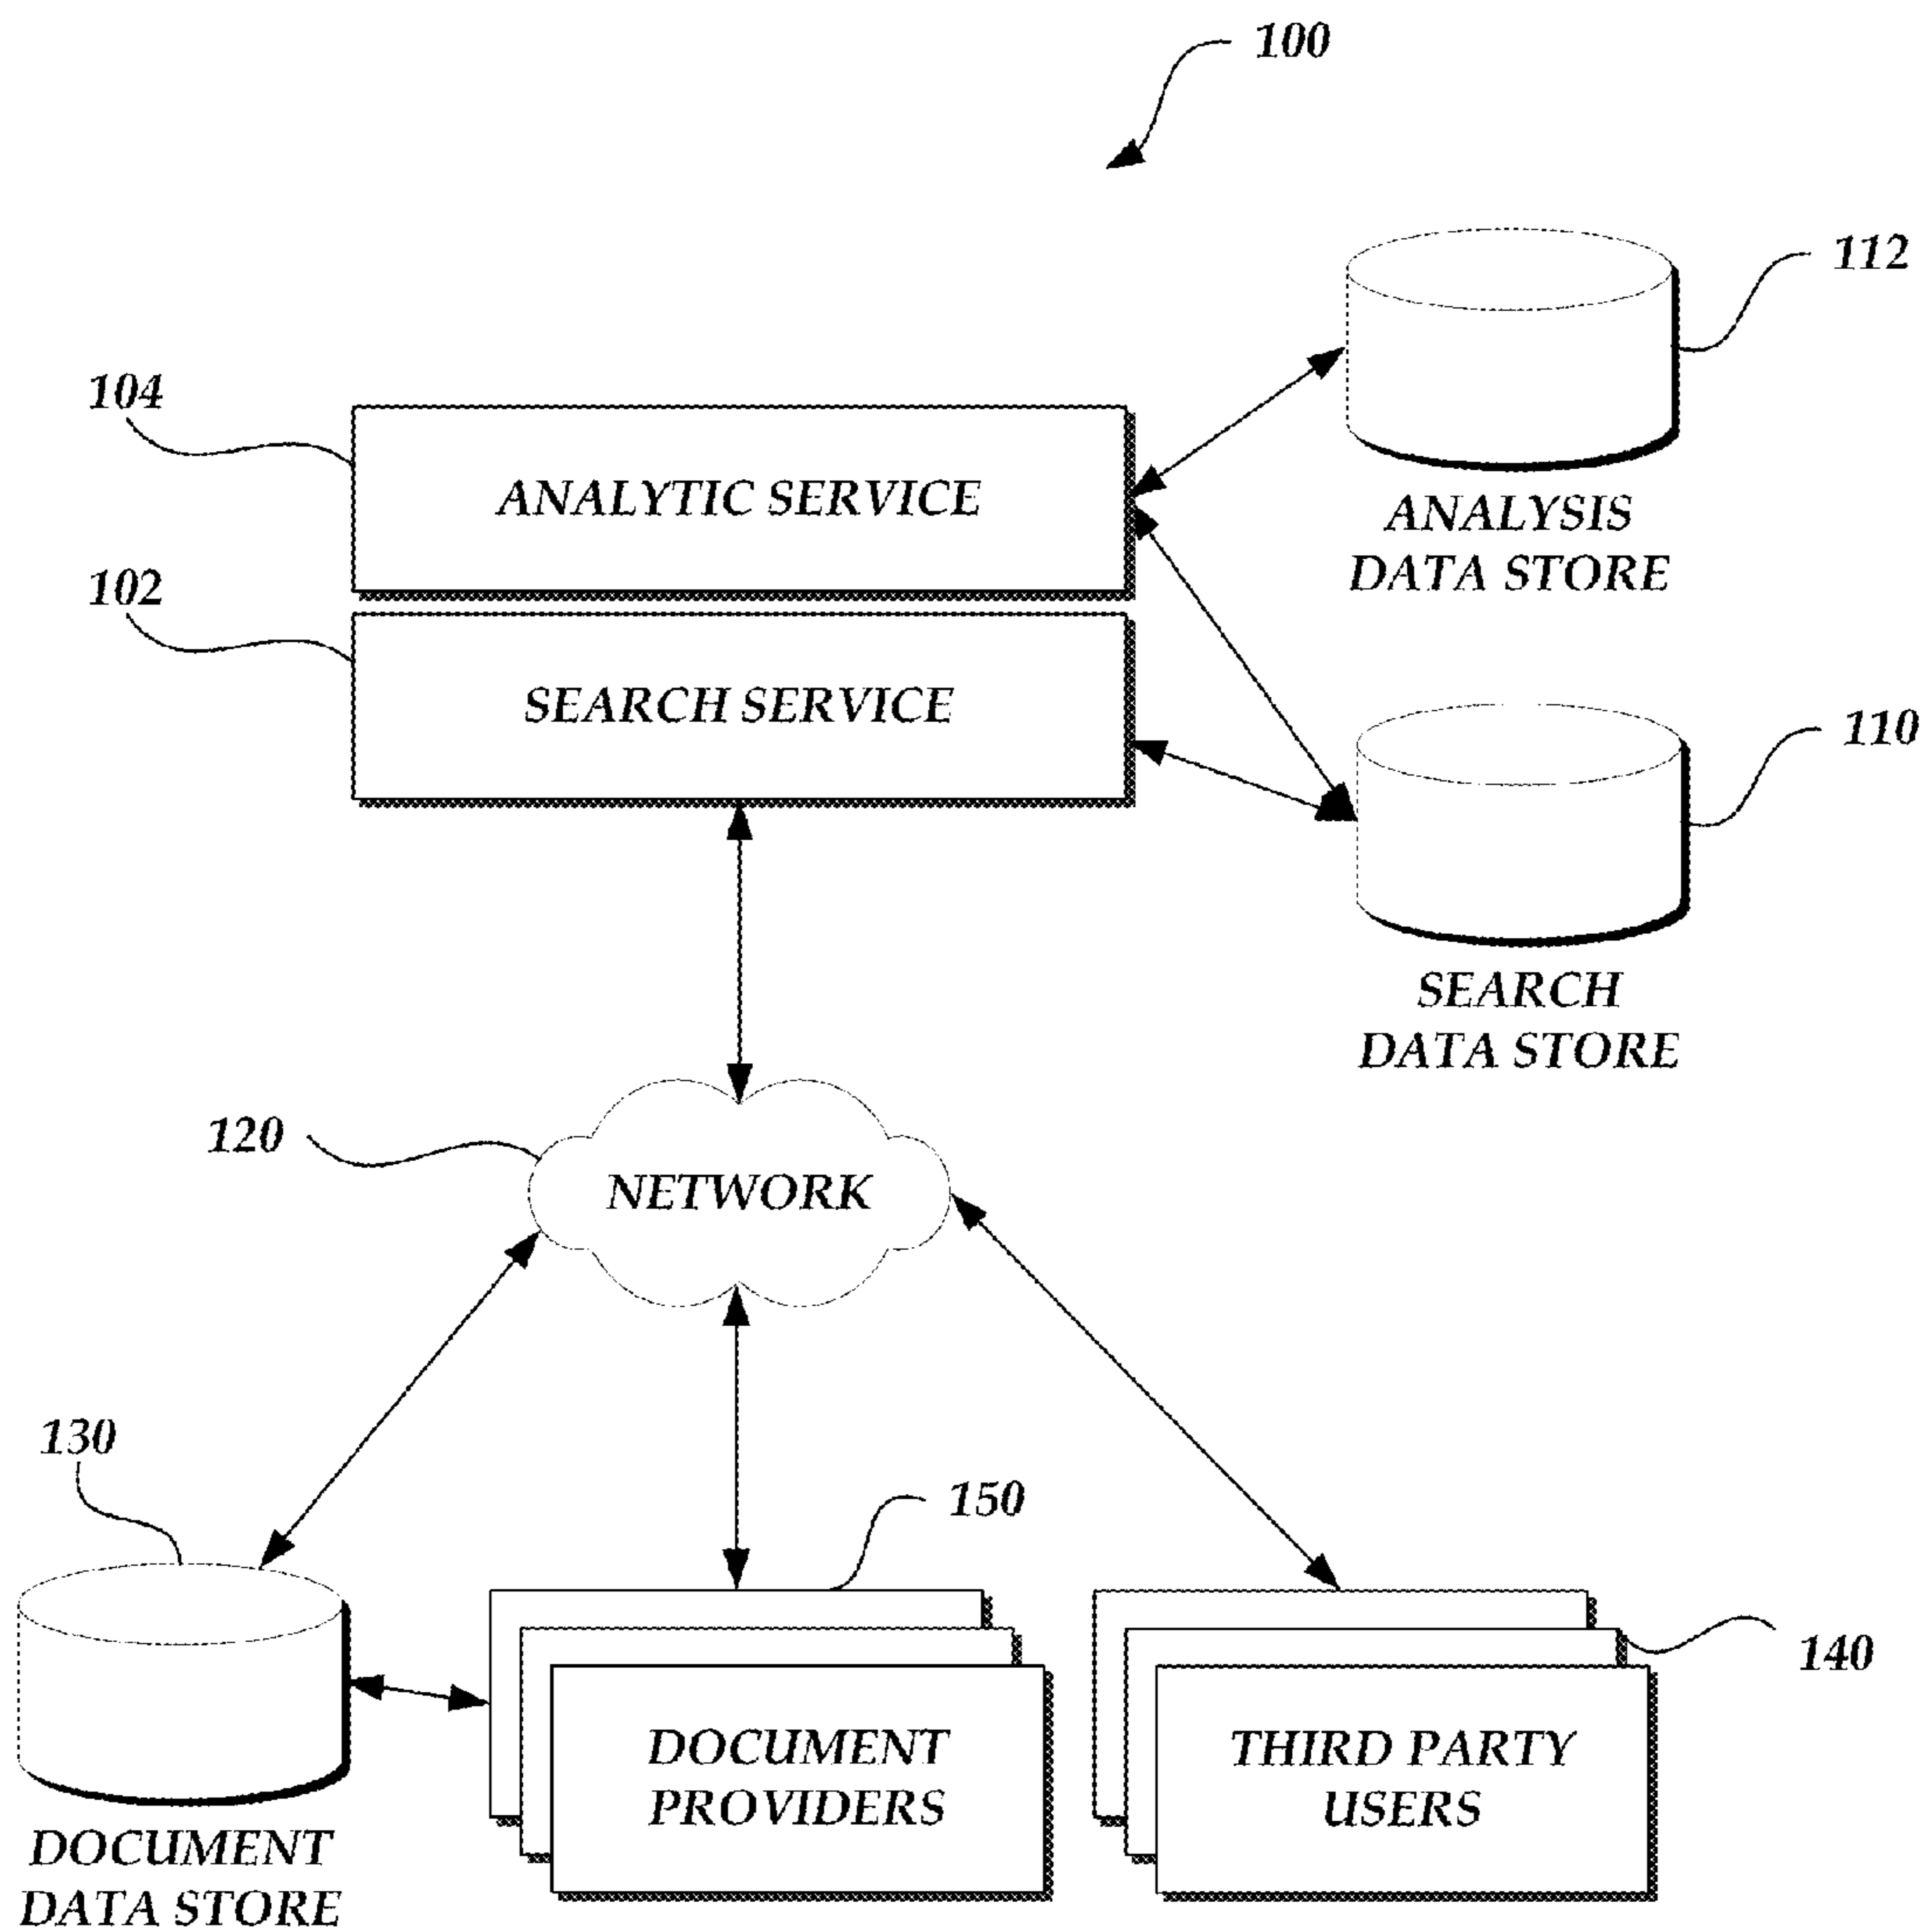 100
112
104
ANALYTIC SERVICE
ANALYSIS
DATA STORE
102
SEARCH SERVICE
110
SEARCH
DATA STORE
120
NETWORK
130
150
140
DOCUMENT
PROVIDERS
THIRD PARTY
USERS
DOCUMENT
DATA STORE